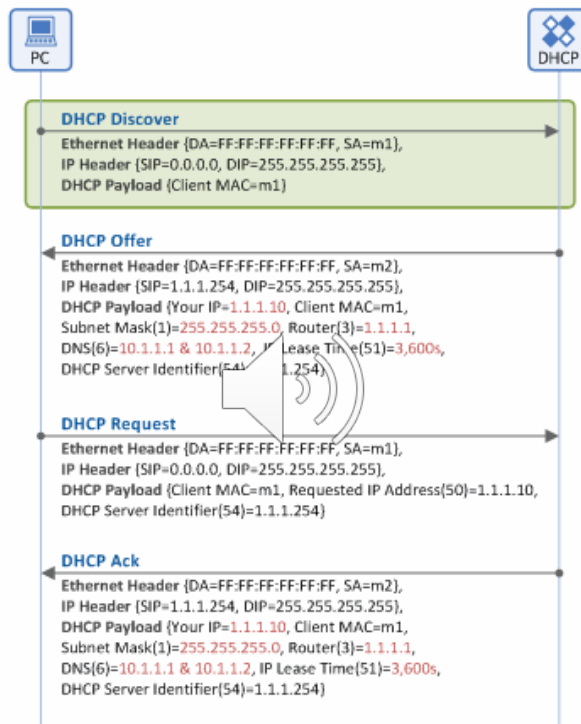 PC
DHCP
DHCP Discover
Ethernet Header {DA=FF:FF:FF:FF:FF:FF, SA=m1},
IP Header {SIP=0.0.0.0, DIP=255.255.255.255},
DHCP Payload {Client MAC=m1}
DHCP Offer
Ethernet Header {DA=FF:FF:FF:FF:FF:FF, SA=m2},
IP Header {SIP=1.1.1.254, DIP=255.255.255.255},
DHCP Payload {Your IP=1.1.1.10, Client MAC=m1,
Subnet Mask(1)=255.255.255.0, Router(3)=1.1.1.1,
DNS(6)=10.1.1.1 & 10.1.1.2, Lease Time(51)=3,600s,
DHCP Server Identifier(54) 1.254}
DHCP Request
Ethernet Header {DA=FF:FF:FF:FF:FF:FF, SA=m1},
IP Header {SIP=0.0.0.0, DIP=255.255.255.255},
DHCP Payload {Client MAC=m1, Requested IP Address(50)=1.1.1.10,
DHCP Server Identifier(54)=1.1.1.254}
DHCP Ack
Ethernet Header {DA=FF:FF:FF:FF:FF:FF, SA=m2},
IP Header {SIP=1.1.1.254, DIP=255.255.255.255},
DHCP Payload {Your IP=1.1.1.10, Client MAC=m1,
Subnet Mask(1)=255.255.255.0, Router(3)=1.1.1.1,
DNS(6)=10.1.1.1 & 10.1.1.2, IP Lease Time(51)=3,600s,
DHCP Server Identifier(54)=1.1.1.254}